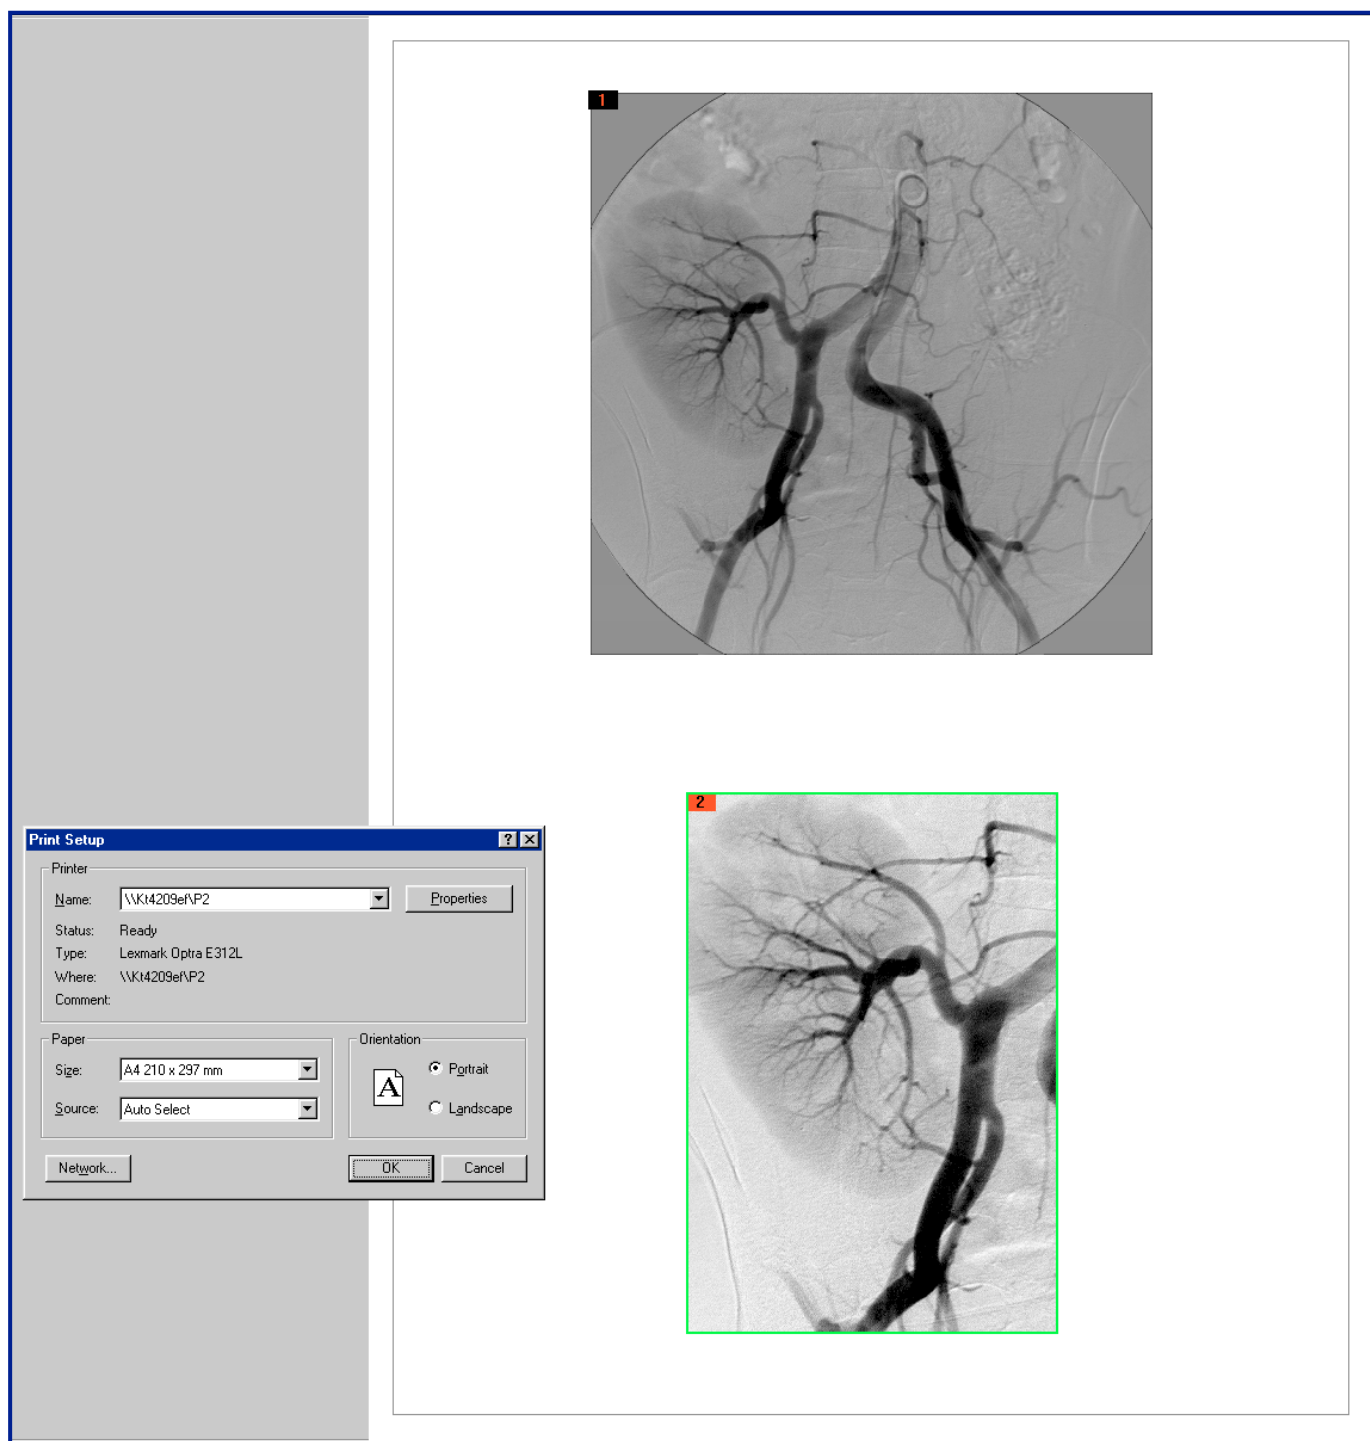 1
2
Print Setup
Printer
Name: \\Kt4209ef\P2 Properties
Status: Ready
Type: Lexmark Optra E312L
Where: \\Kt4209ef\P2
Comment:
Paper
Size: A4 210 x 297 mm
Source: Auto Select
Orientation
A
Portrait
Landscape
Network... OK Cancel